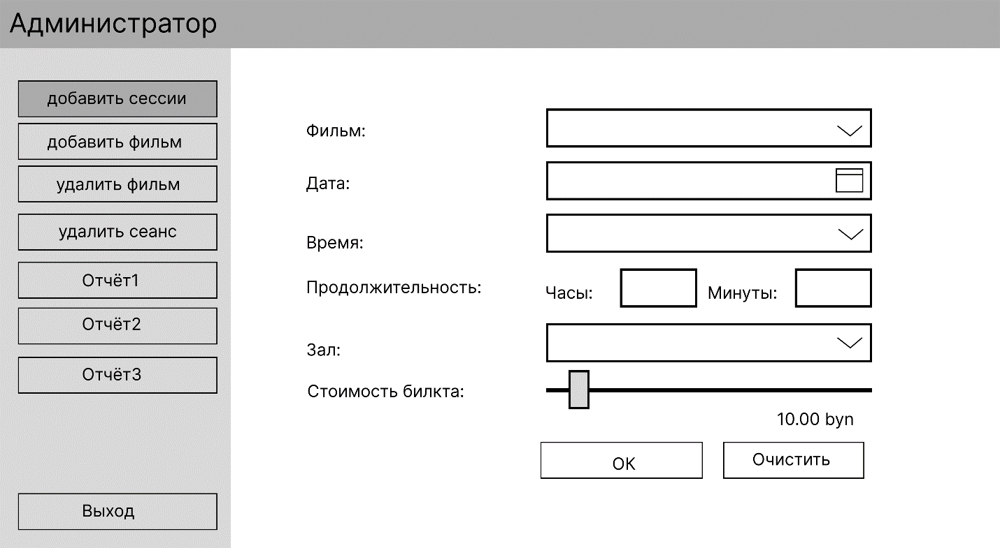 Администратор
добавить сессии
добавить фильм
удалить фильм
удалить сеанс
Отчёт1
Отчёт2
Отчёт3
Выход
Фильм:
Дата:
Время:
Продолжительность:
Часы:
Минуты:
Зал:
Стоимость билкта:
10.00 byn
ОК
Очистить